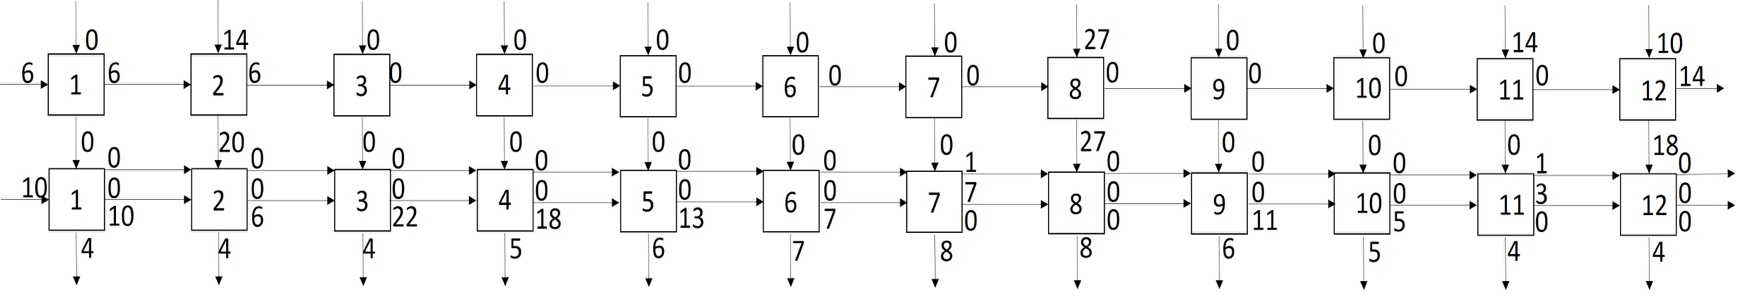 0 14 0 0 0 0 0 27 0 0 14 10
6 1 6 2 6 3 0 4 0 5 0 6 0 7 0 8 0 9 0 10 0 11 0 12 14
0 20 0 0 0 0 0 27 0 0 0 18
0 0 0 0 0 0 1 0 0 0 1 0
10 1 0 2 0 3 0 4 0 5 0 6 0 7 7 8 0 9 0 10 0 11 3 12 0
10 6 22 18 13 7 0 0 11 5 0 0
4 4 4 5 6 7 8 8 6 5 4 4